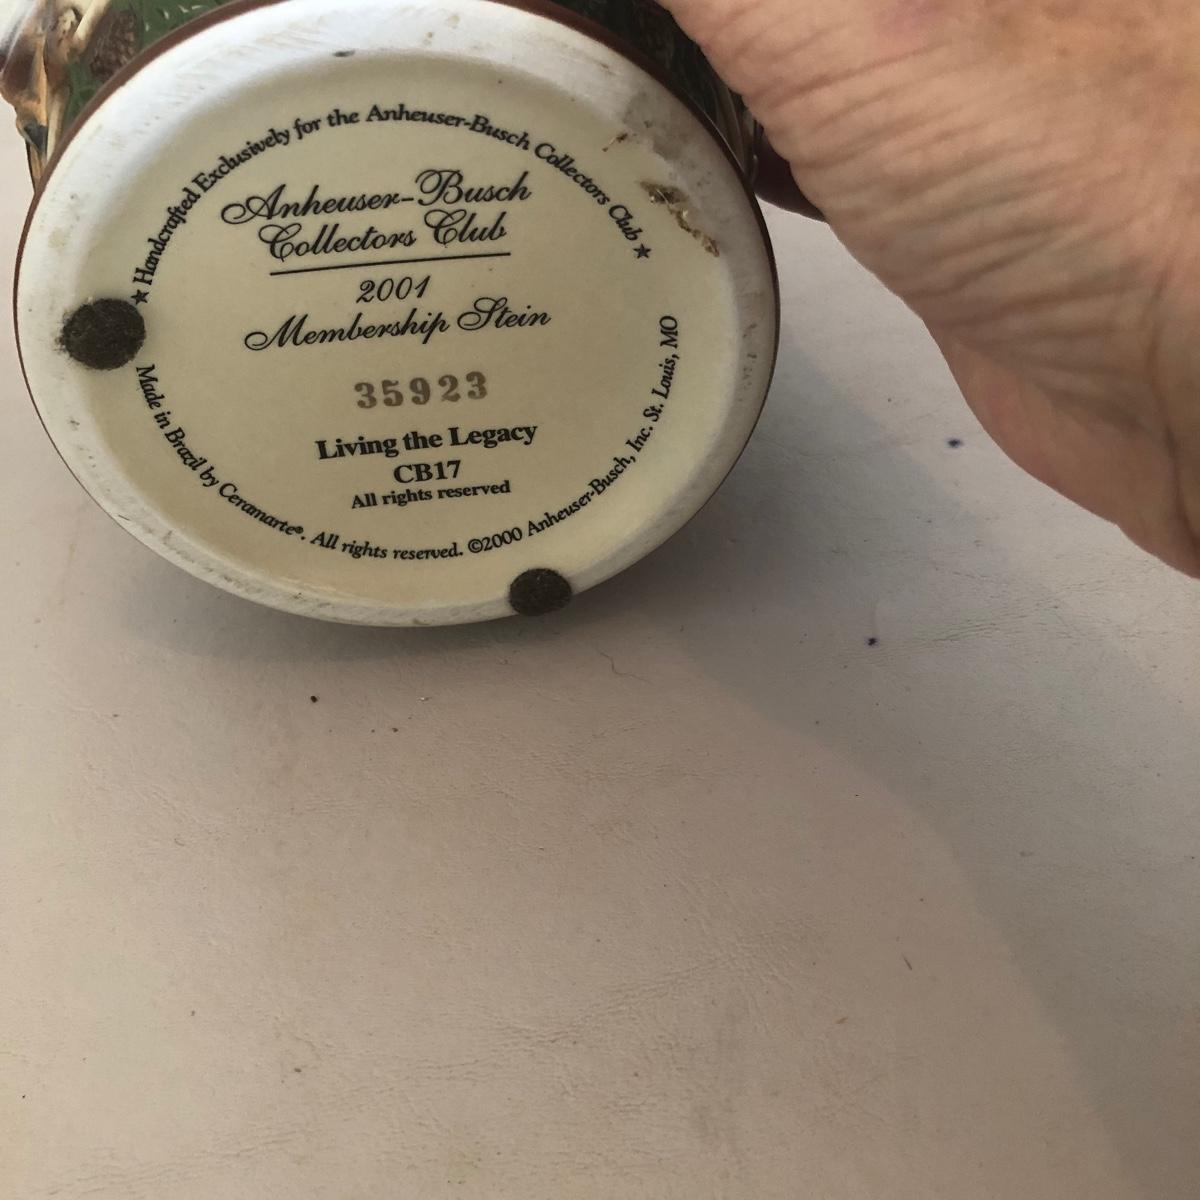 ★ Handcrafted Exclusively for the Anheuser-Busch Collectors Club ★
Anheuser-Busch
Collectors Club
2001
Membership Stein
35923
Living the Legacy
CB17
All rights reserved
Made in Brazil by Ceramarte®. All rights reserved. ©2000 Anheuser-Busch, Inc. St. Louis, MO